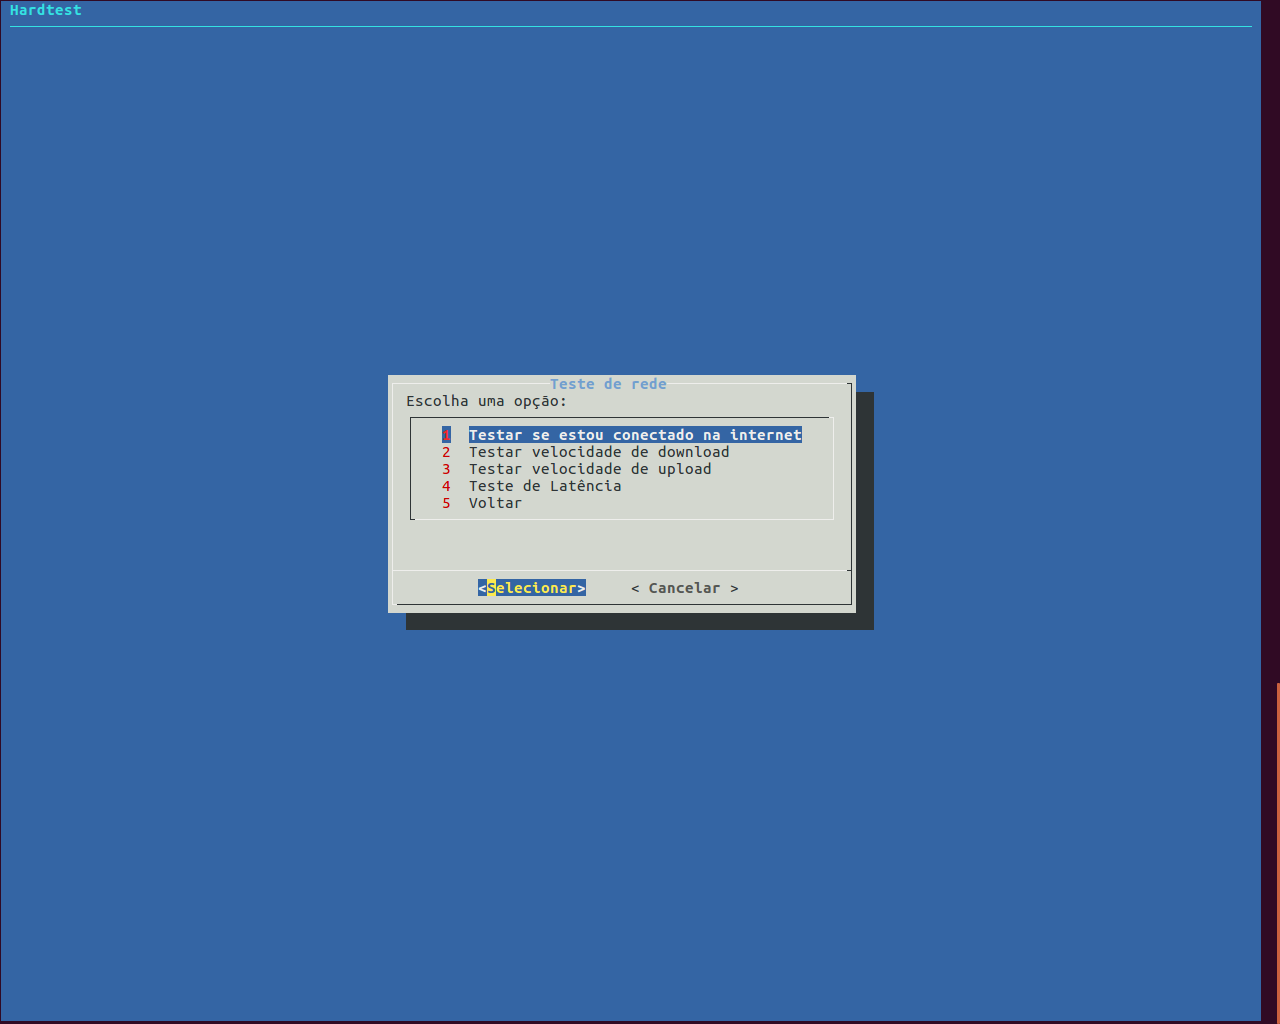 Hardtest
Teste de rede
Escolha uma opção:
1 Testar se estou conectado na internet
2 Testar velocidade de download
3 Testar velocidade de upload
4 Teste de Latência
5 Voltar
<Selecionar> < Cancelar >